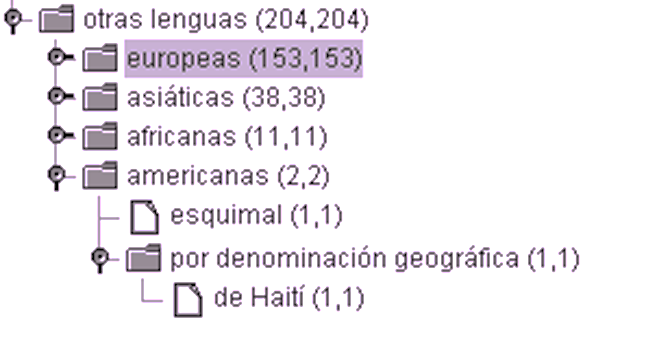 otras lenguas (204,204)
europeas (153,153)
asiáticas (38,38)
africanas (11,11)
americanas (2,2)
esquimal (1,1)
por denominación geográfica (1,1)
de Haití (1,1)